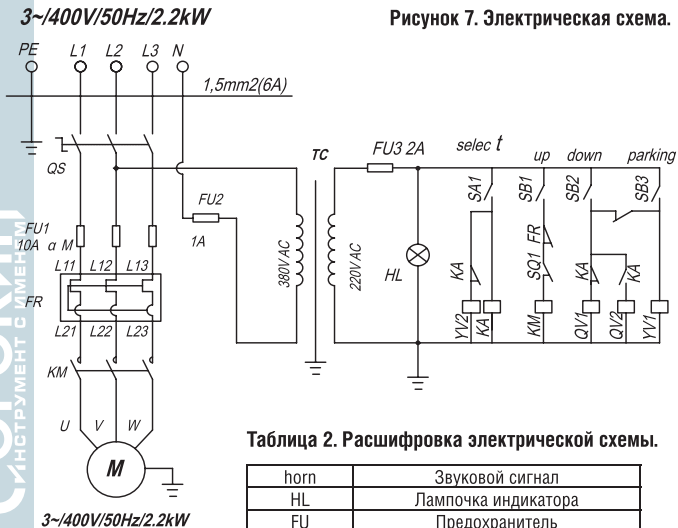 3~/400V/50Hz/2.2kW
Рисунок 7. Электрическая схема.
PE L1 L2 L3 N
1,5mm2(6A)
QS
TC
FU3 2A
selec t
up down parking
SA1
SB1
SB2
SB3
FU2
1A
FU1
10A α M
380V AC
220V AC
HL
FR
SQ1
KA
KA
KA
L11 L12 L13
FR
L21 L22 L23
YV2
KA
KM
QV1
QV2
YV1
KM
U V W
M
3~/400V/50Hz/2.2kW
ИНСТРУМЕНТ С ИМЕНЕМ
Таблица 2. Расшифровка электрической схемы.
horn Звуковой сигнал
HL Лампочка индикатора
FU Предохранитель